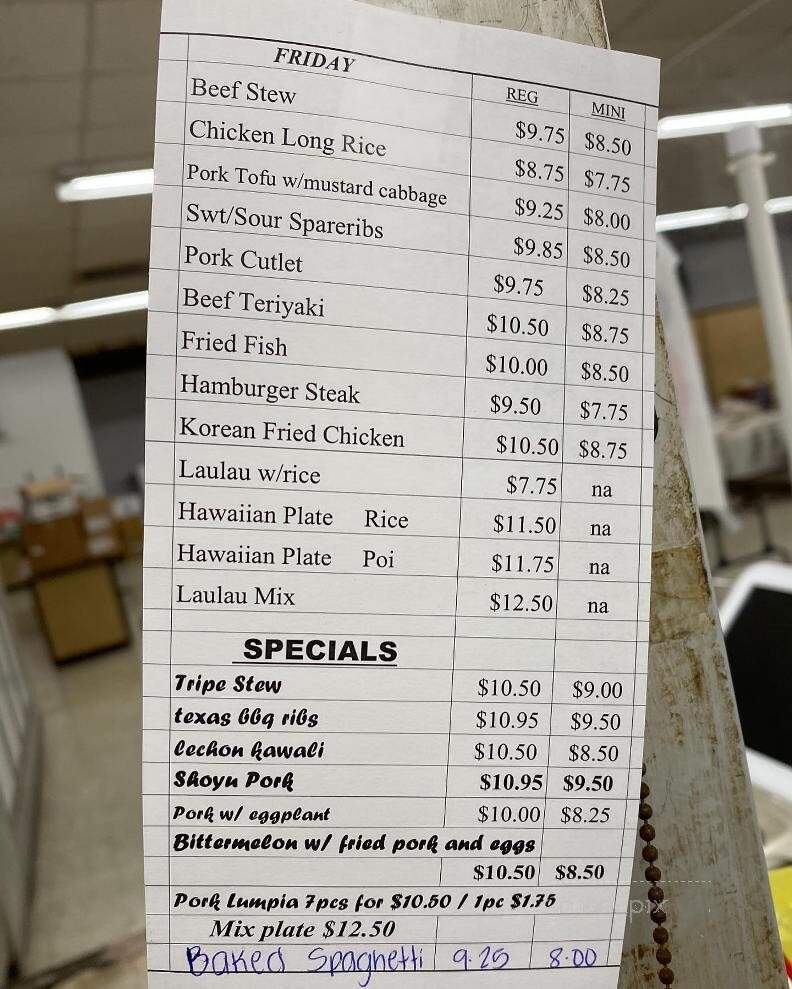 FRIDAY REG MINI
Beef Stew $9.75 $8.50
Chicken Long Rice $8.75 $7.75
Pork Tofu w/mustard cabbage $9.25 $8.00
Swt/Sour Spareribs $9.85 $8.50
Pork Cutlet $9.75 $8.25
Beef Teriyaki $10.50 $8.75
Fried Fish $10.00 $8.50
Hamburger Steak $9.50 $7.75
Korean Fried Chicken $10.50 $8.75
Laulau w/rice $7.75 na
Hawaiian Plate Rice $11.50 na
Hawaiian Plate Poi $11.75 na
Laulau Mix $12.50 na
SPECIALS
Tripe Stew $10.50 $9.00
texas bbq ribs $10.95 $9.50
lechon kawali $10.50 $8.50
Shoyu Pork $10.95 $9.50
Pork w/ eggplant $10.00 $8.25
Bittermelon w/ fried pork and eggs
$10.50 $8.50
Pork Lumpia 7pcs for $10.50 / 1pc $1.75
Mix plate $12.50
Baked Spaghetti 9.25 8.00